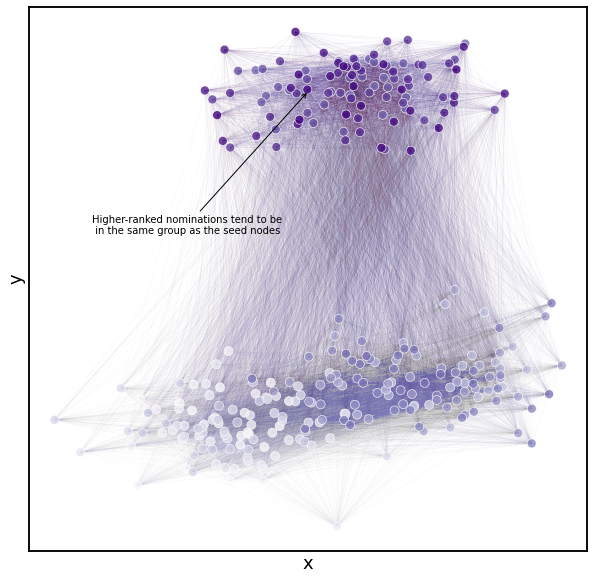 Higher-ranked nominations tend to be
in the same group as the seed nodes
y
x